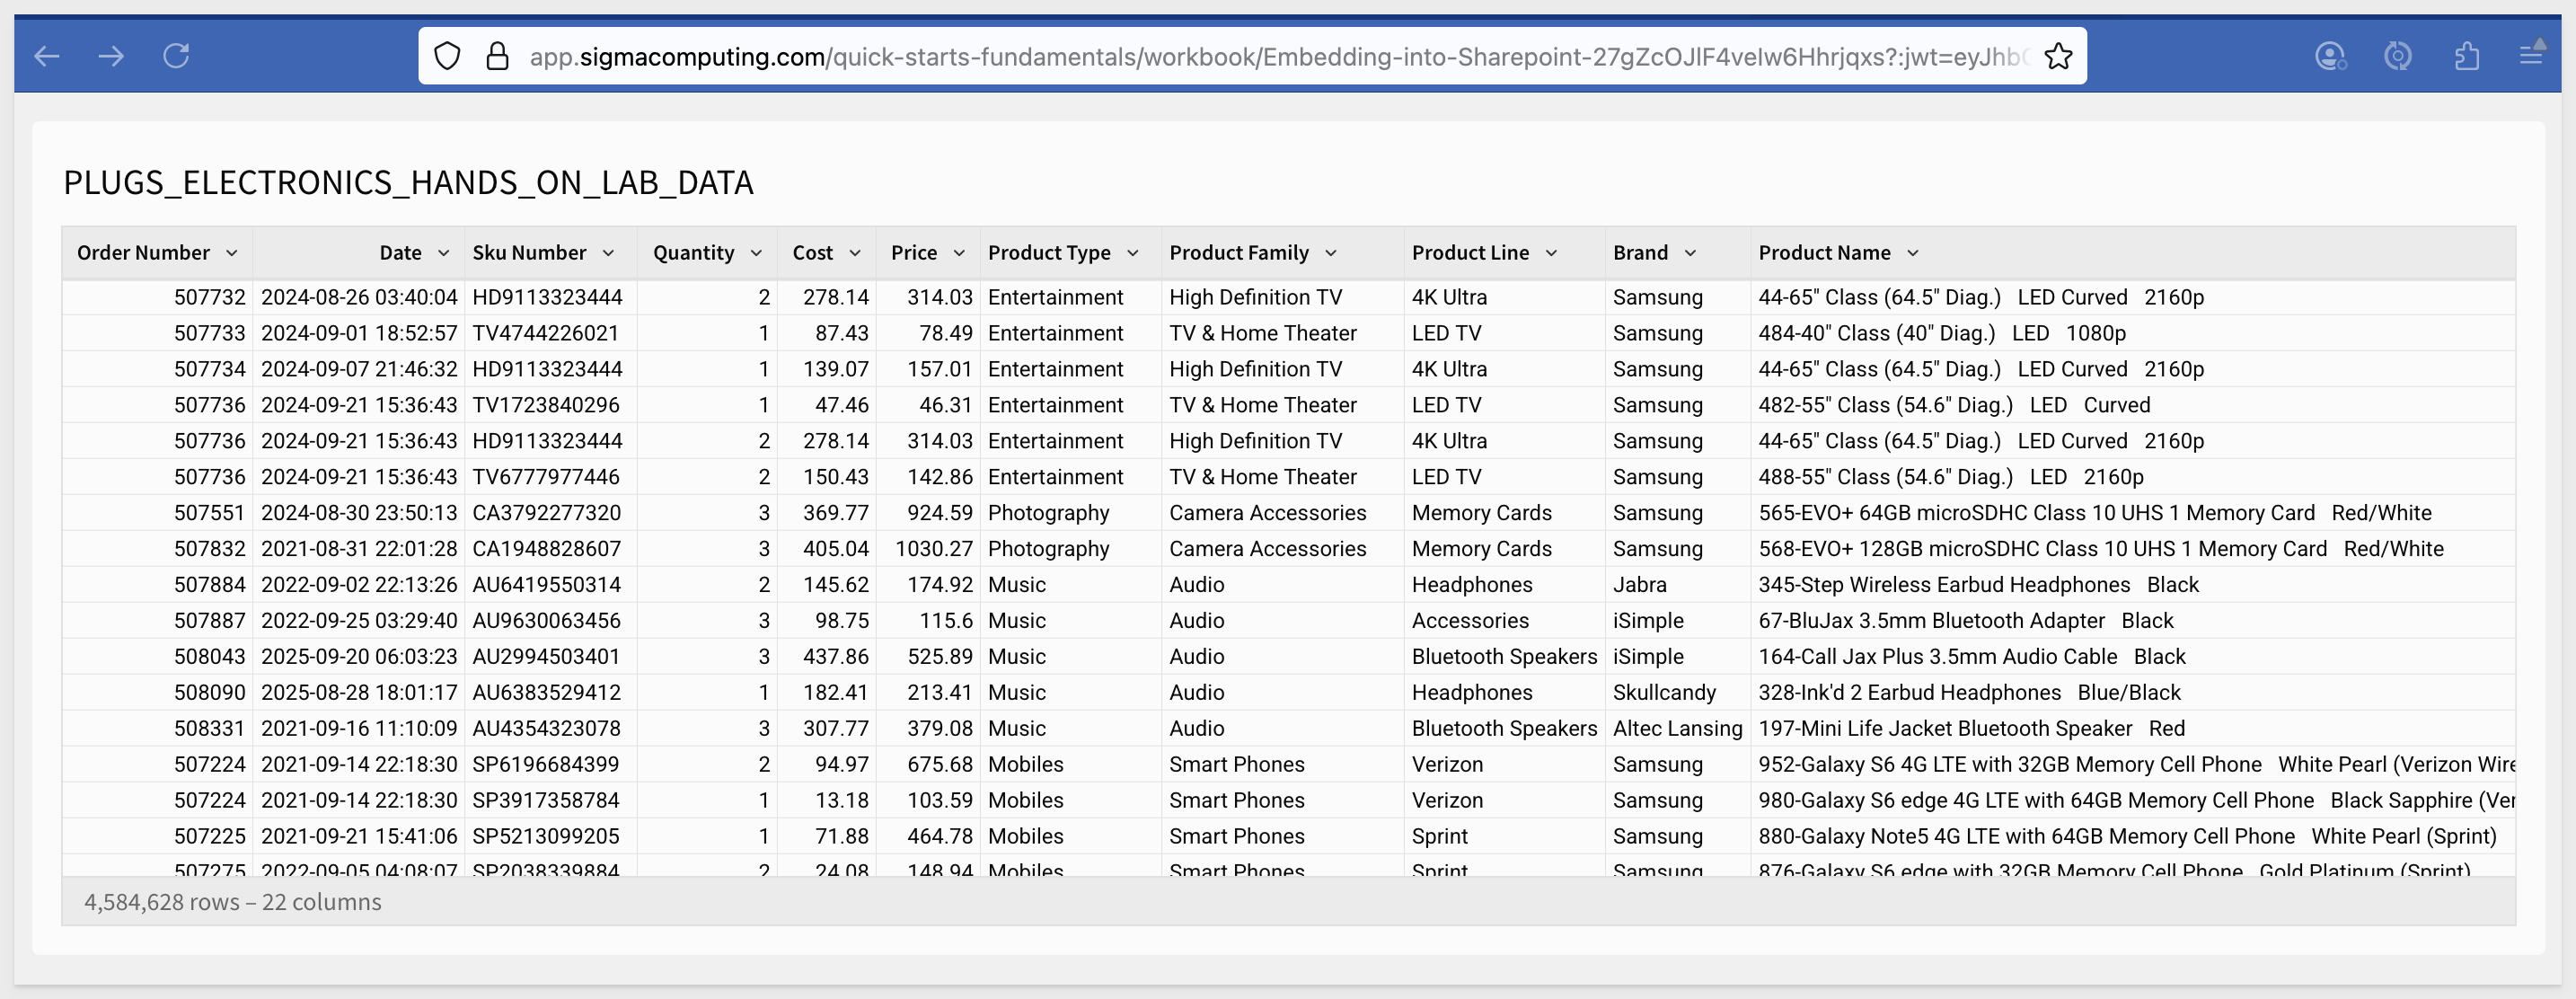 app.sigmacomputing.com/quick-starts-fundamentals/workbook/Embedding-into-Sharepoint-27gZcOJlF4velw6Hhrjqxs?:jwt=eyJhb
PLUGS_ELECTRONICS_HANDS_ON_LAB_DATA
Order Number Date Sku Number Quantity Cost Price Product Type Product Family Product Line Brand Product Name
507732 2024-08-26 03:40:04 HD9113323444 2 278.14 314.03 Entertainment High Definition TV 4K Ultra Samsung 44-65" Class (64.5" Diag.) LED Curved 2160p
507733 2024-09-01 18:52:57 TV4744226021 1 87.43 78.49 Entertainment TV & Home Theater LED TV Samsung 484-40" Class (40" Diag.) LED 1080p
507734 2024-09-07 21:46:32 HD9113323444 1 139.07 157.01 Entertainment High Definition TV 4K Ultra Samsung 44-65" Class (64.5" Diag.) LED Curved 2160p
507736 2024-09-21 15:36:43 TV1723840296 1 47.46 46.31 Entertainment TV & Home Theater LED TV Samsung 482-55" Class (54.6" Diag.) LED Curved
507736 2024-09-21 15:36:43 HD9113323444 2 278.14 314.03 Entertainment High Definition TV 4K Ultra Samsung 44-65" Class (64.5" Diag.) LED Curved 2160p
507736 2024-09-21 15:36:43 TV6777977446 2 150.43 142.86 Entertainment TV & Home Theater LED TV Samsung 488-55" Class (54.6" Diag.) LED 2160p
507551 2024-08-30 23:50:13 CA3792277320 3 369.77 924.59 Photography Camera Accessories Memory Cards Samsung 565-EVO+ 64GB microSDHC Class 10 UHS 1 Memory Card Red/White
507832 2021-08-31 22:01:28 CA1948828607 3 405.04 1030.27 Photography Camera Accessories Memory Cards Samsung 568-EVO+ 128GB microSDHC Class 10 UHS 1 Memory Card Red/White
507884 2022-09-02 22:13:26 AU6419550314 2 145.62 174.92 Music Audio Headphones Jabra 345-Step Wireless Earbud Headphones Black
507887 2022-09-25 03:29:40 AU9630063456 3 98.75 115.6 Music Audio Accessories iSimple 67-BluJax 3.5mm Bluetooth Adapter Black
508043 2025-09-20 06:03:23 AU2994503401 3 437.86 525.89 Music Audio Bluetooth Speakers iSimple 164-Call Jax Plus 3.5mm Audio Cable Black
508090 2025-08-28 18:01:17 AU6383529412 1 182.41 213.41 Music Audio Headphones Skullcandy 328-Ink'd 2 Earbud Headphones Blue/Black
508331 2021-09-16 11:10:09 AU4354323078 3 307.77 379.08 Music Audio Bluetooth Speakers Altec Lansing 197-Mini Life Jacket Bluetooth Speaker Red
507224 2021-09-14 22:18:30 SP6196684399 2 94.97 675.68 Mobiles Smart Phones Verizon Samsung 952-Galaxy S6 4G LTE with 32GB Memory Cell Phone White Pearl (Verizon Wire
507224 2021-09-14 22:18:30 SP3917358784 1 13.18 103.59 Mobiles Smart Phones Verizon Samsung 980-Galaxy S6 edge 4G LTE with 64GB Memory Cell Phone Black Sapphire (Ver
507225 2021-09-21 15:41:06 SP5213099205 1 71.88 464.78 Mobiles Smart Phones Sprint Samsung 880-Galaxy Note5 4G LTE with 64GB Memory Cell Phone White Pearl (Sprint)
507275 2022-09-05 04:08:07 SP2038339884 2 24.08 148.94 Mobiles Smart Phones Sprint Samsung 876-Galaxy S6 edge with 32GB Memory Cell Phone Gold Platinum (Sprint)
4,584,628 rows – 22 columns